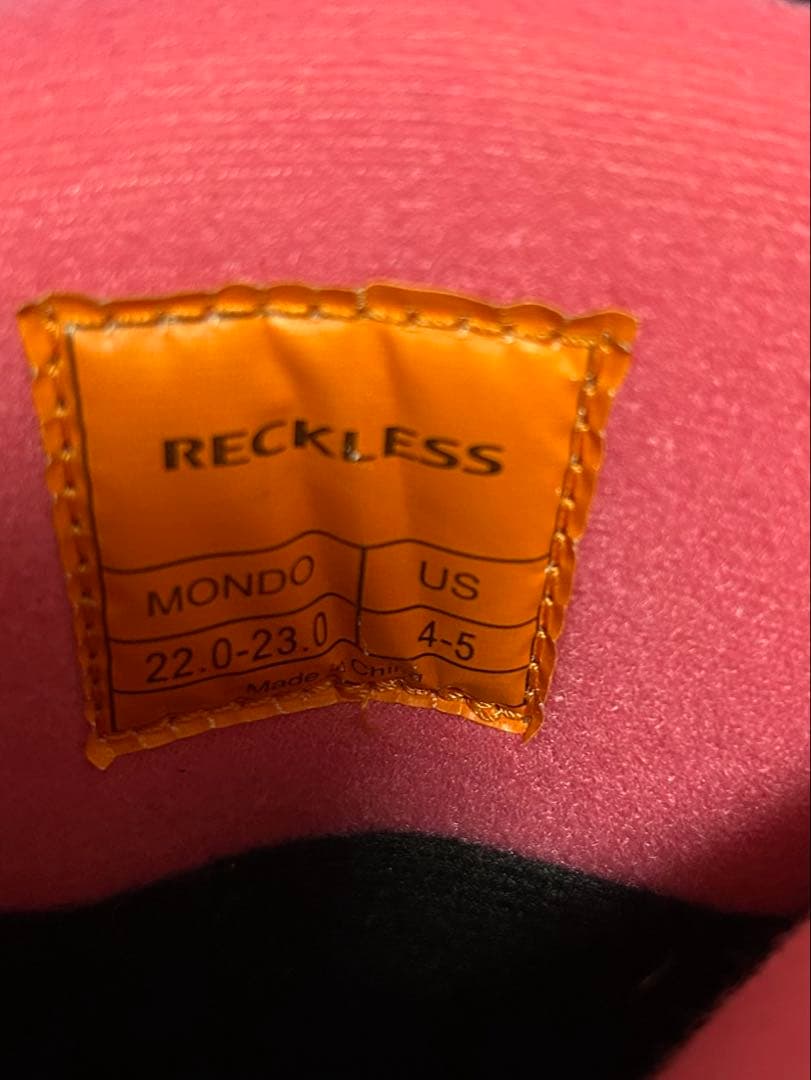 RECKLESS
MONDO US
22.0-23.0 4-5
Made in China